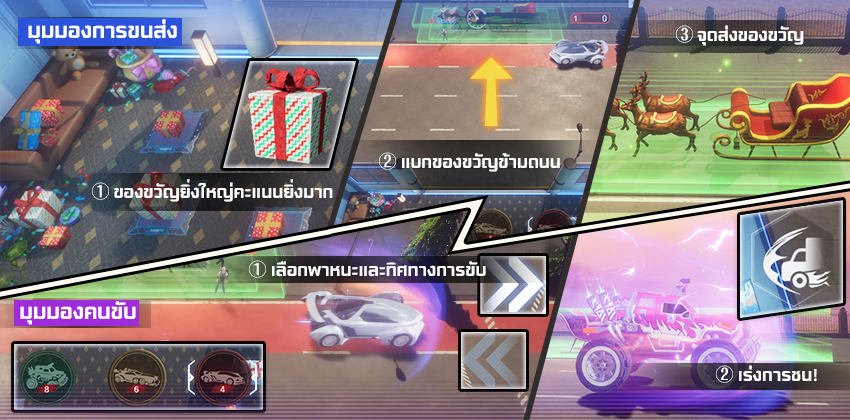 มุมมองการขนส่ง
① ของขวัญยิ่งใหญ่คะแนนยิ่งมาก
1 0
② แบกของขวัญข้ามถนน
③ จุดส่งของขวัญ
① เลือกพาหนะและทิศทางการขับ
มุมมองคนขับ
8 6 4
② เร่งการชน!